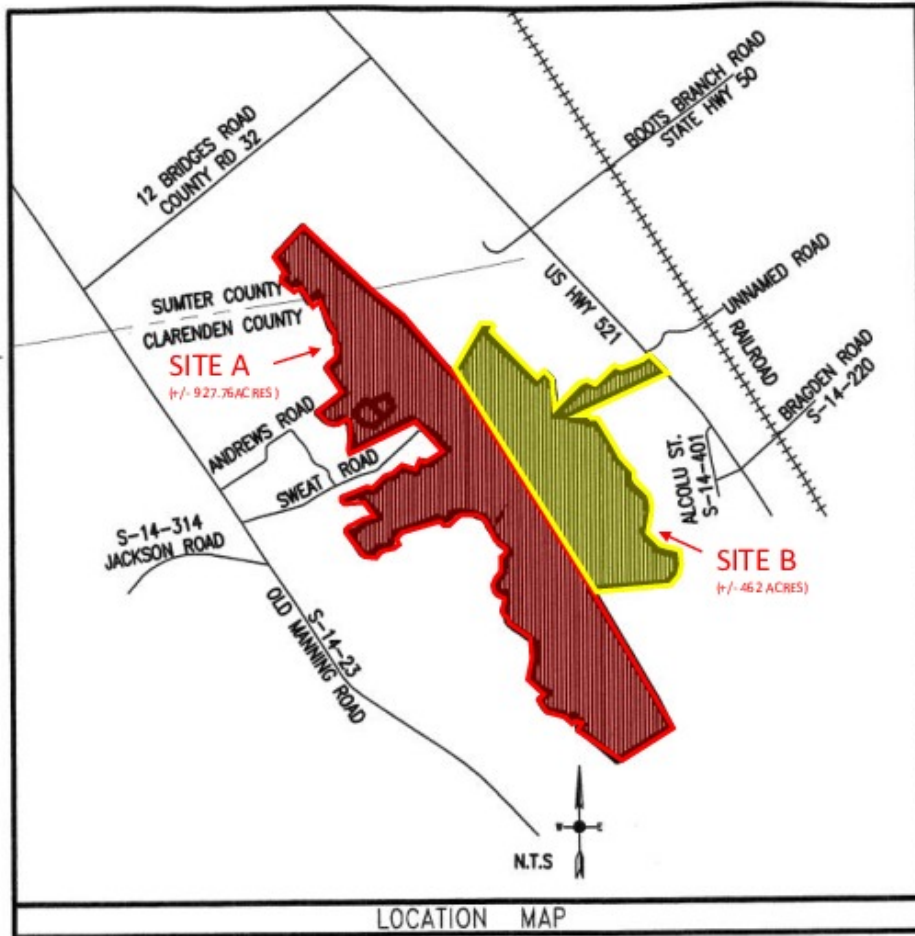 BOOTS BRANCH ROAD
STATE HWY 50
12 BRIDGES ROAD
COUNTY RD 32
UNNAMED ROAD
US HWY 521
SUMTER COUNTY
CLARENDEN COUNTY
RAILROAD
SITE A
(+/- 927.76 ACRES)
BRAGDEN ROAD
S-14-220
ANDREWS ROAD
SWEAT ROAD
ALCOLU ST.
S-14-401
S-14-314
JACKSON ROAD
SITE B
(+/- 462 ACRES)
S-14-23
OLD MANNING ROAD
W E
N.T.S
LOCATION MAP